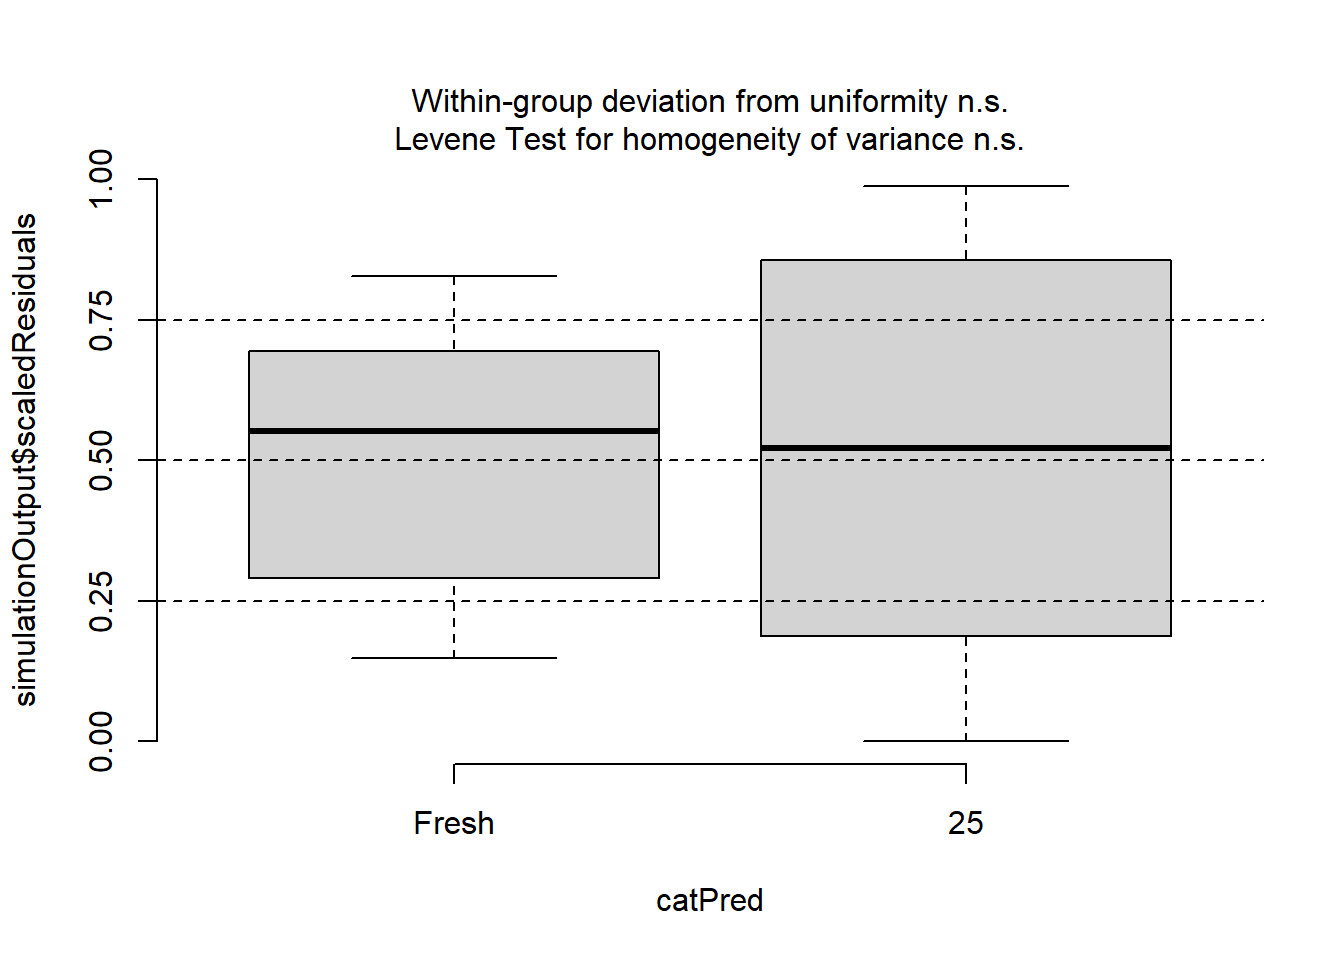 Within-group deviation from uniformity n.s.
Levene Test for homogeneity of variance n.s.
simulationOutput$scaledResiduals
1.00
0.75
0.50
0.25
0.00
Fresh
25
catPred